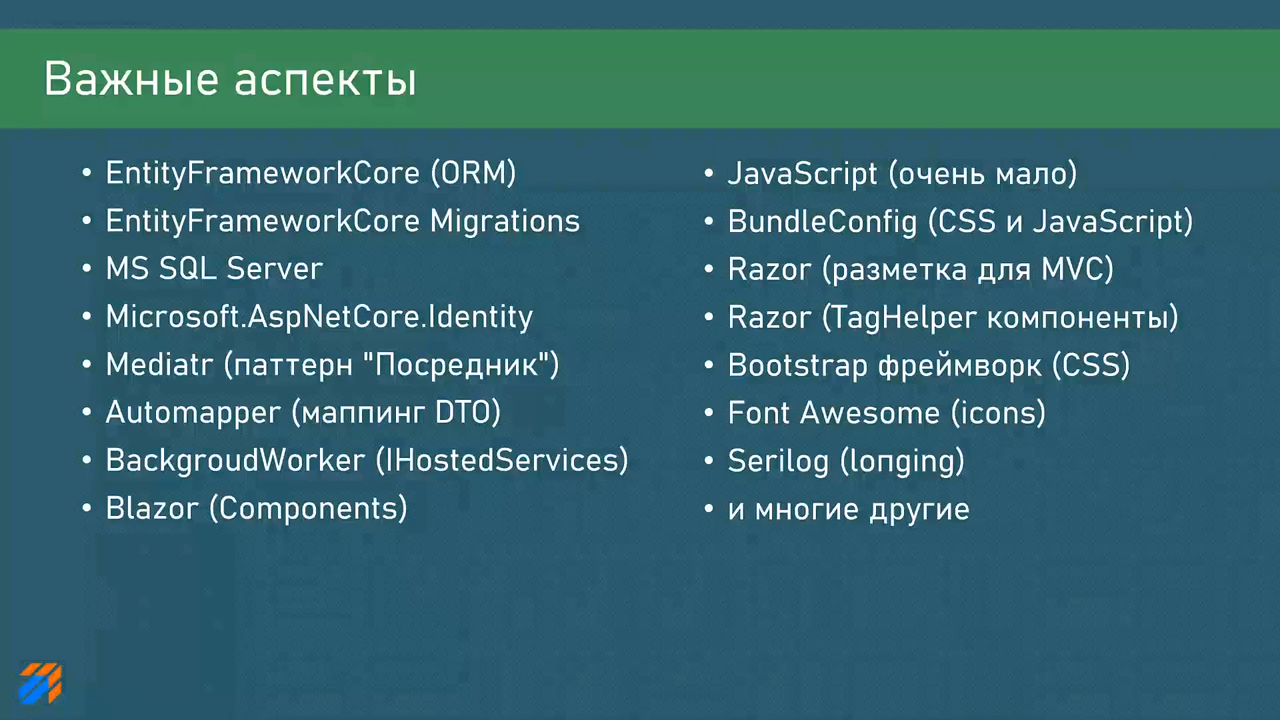 Важные аспекты
• EntityFrameworkCore (ORM)
• EntityFrameworkCore Migrations
• MS SQL Server
• Microsoft.AspNetCore.Identity
• Mediatr (паттерн "Посредник")
• Automapper (маппинг DTO)
• BackgroudWorker (IHostedServices)
• Blazor (Components)
• JavaScript (очень мало)
• BundleConfig (CSS и JavaScript)
• Razor (разметка для MVC)
• Razor (TagHelper компоненты)
• Bootstrap фреймворк (CSS)
• Font Awesome (icons)
• Serilog (loпging)
• и многие другие